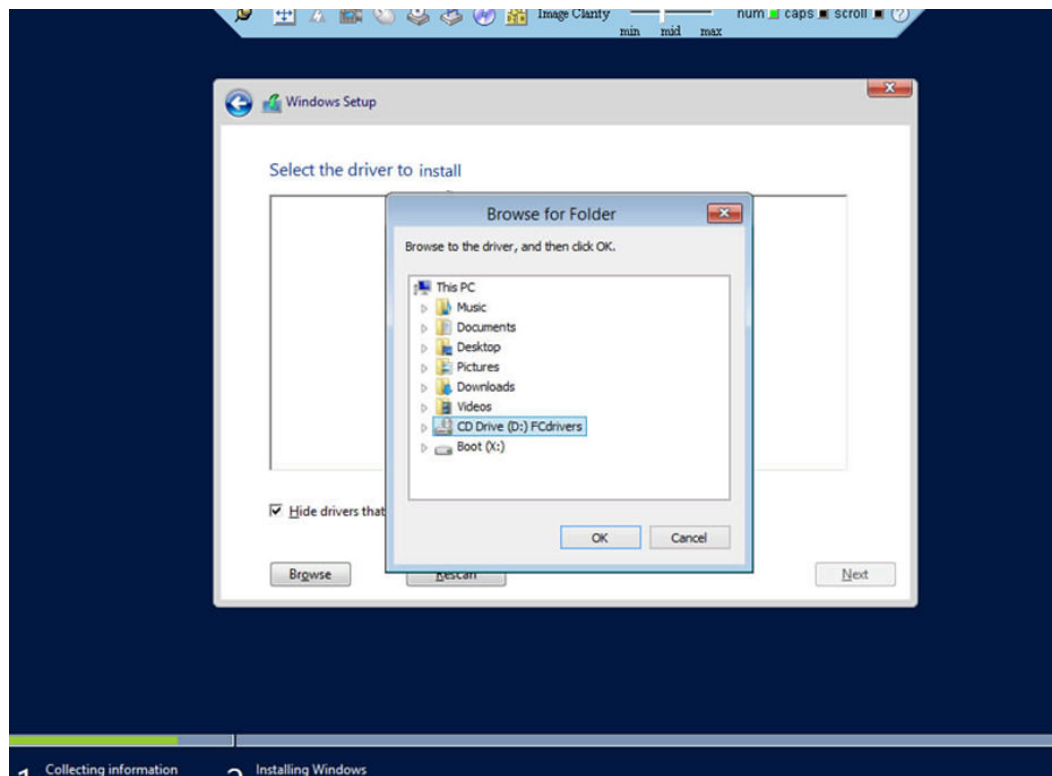 Image Clarity
min mid max
num caps scroll
Windows Setup
Select the driver to install
Browse for Folder
Browse to the driver, and then click OK.
This PC
Music
Documents
Desktop
Pictures
Downloads
Videos
CD Drive (D:) FCdrivers
Boot (X:)
Hide drivers that
OK Cancel
Browse Rescan Next
1 Collecting information 2 Installing Windows